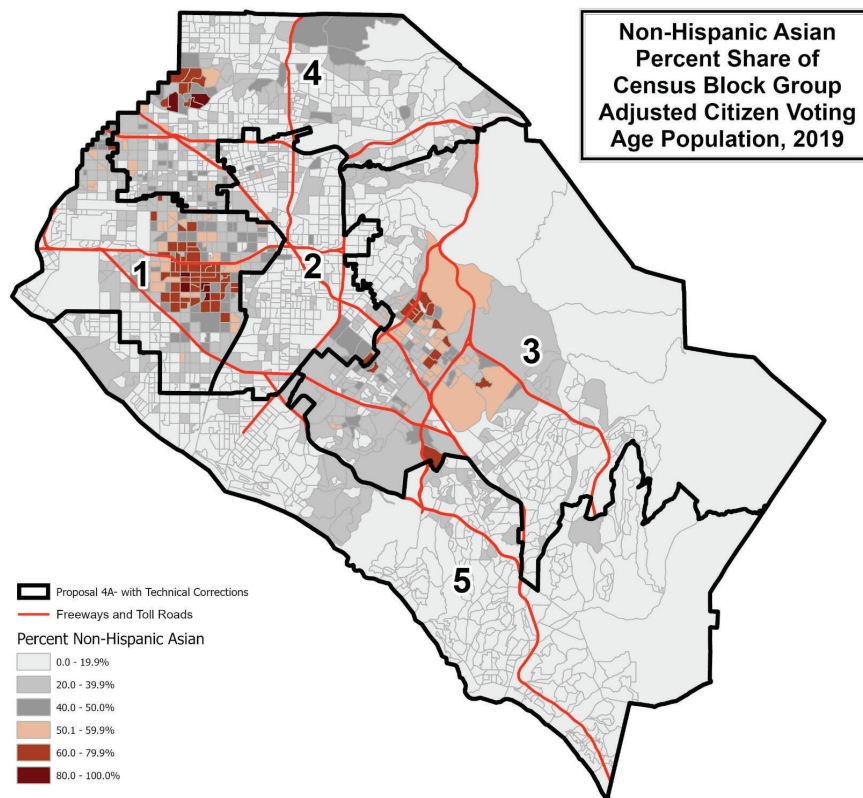 Non-Hispanic Asian
Percent Share of
Census Block Group
Adjusted Citizen Voting
Age Population, 2019
4
1
2
3
5
Proposal 4A- with Technical Corrections
Freeways and Toll Roads
Percent Non-Hispanic Asian
0.0 - 19.9%
20.0 - 39.9%
40.0 - 50.0%
50.1 - 59.9%
60.0 - 79.9%
80.0 - 100.0%